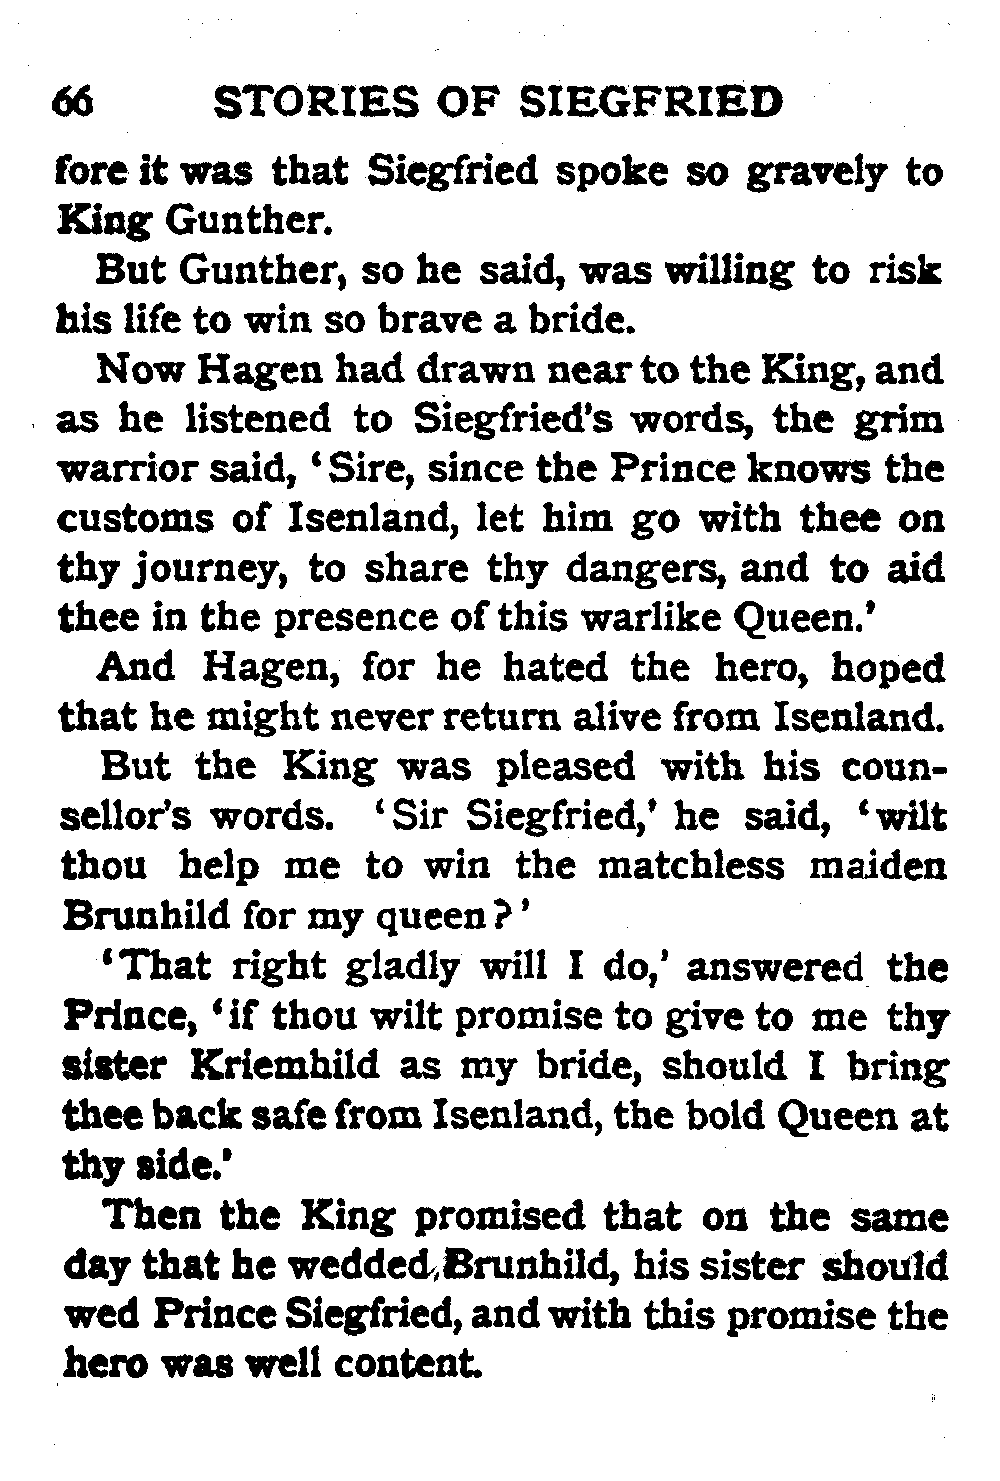 66 STORIES OF SIEGFRIED
fore it was that Siegfried spoke so gravely to
King Gunther.
But Gunther, so he said, was willing to risk
his life to win so brave a bride.
Now Hagen had drawn near to the King, and
as he listened to Siegfried's words, the grim
warrior said, ‘Sire, since the Prince knows the
customs of Isenland, let him go with thee on
thy journey, to share thy dangers, and to aid
thee in the presence of this warlike Queen.’
And Hagen, for he hated the hero, hoped
that he might never return alive from Isenland.
But the King was pleased with his coun-
sellor's words. ‘Sir Siegfried,’ he said, ‘wilt
thou help me to win the matchless maiden
Brunhild for my queen?’
‘That right gladly will I do,’ answered the
Prince, ‘if thou wilt promise to give to me thy
sister Kriemhild as my bride, should I bring
thee back safe from Isenland, the bold Queen at
thy side.’
Then the King promised that on the same
day that he wedded Brunhild, his sister should
wed Prince Siegfried, and with this promise the
hero was well content.